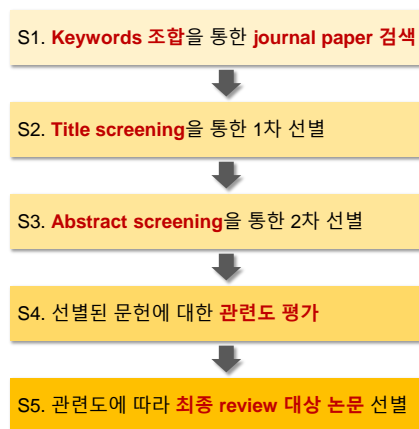 S1. Keywords 조합을 통한 journal paper 검색
S2. Title screening을 통한 1차 선별
S3. Abstract screening을 통한 2차 선별
S4. 선별된 문헌에 대한 관련도 평가
S5. 관련도에 따라 최종 review 대상 논문 선별